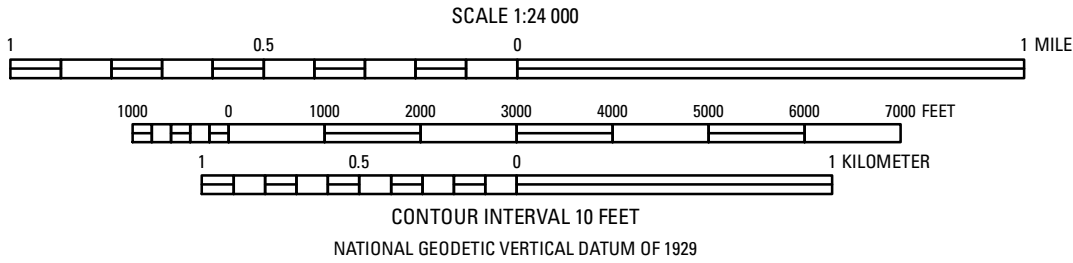 SCALE 1:24 000
1 0.5 0 1 MILE
1000 0 1000 2000 3000 4000 5000 6000 7000 FEET
1 0.5 0 1 KILOMETER
CONTOUR INTERVAL 10 FEET
NATIONAL GEODETIC VERTICAL DATUM OF 1929